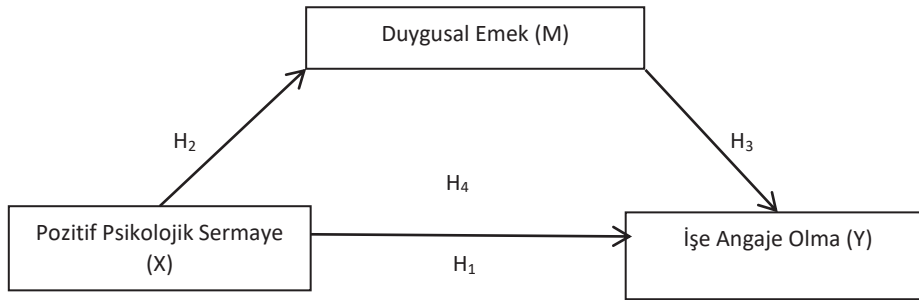 Duygusal Emek (M)
H₂
H₃
H₄
Pozitif Psikolojik Sermaye
(X)
İşe Angaje Olma (Y)
H₁